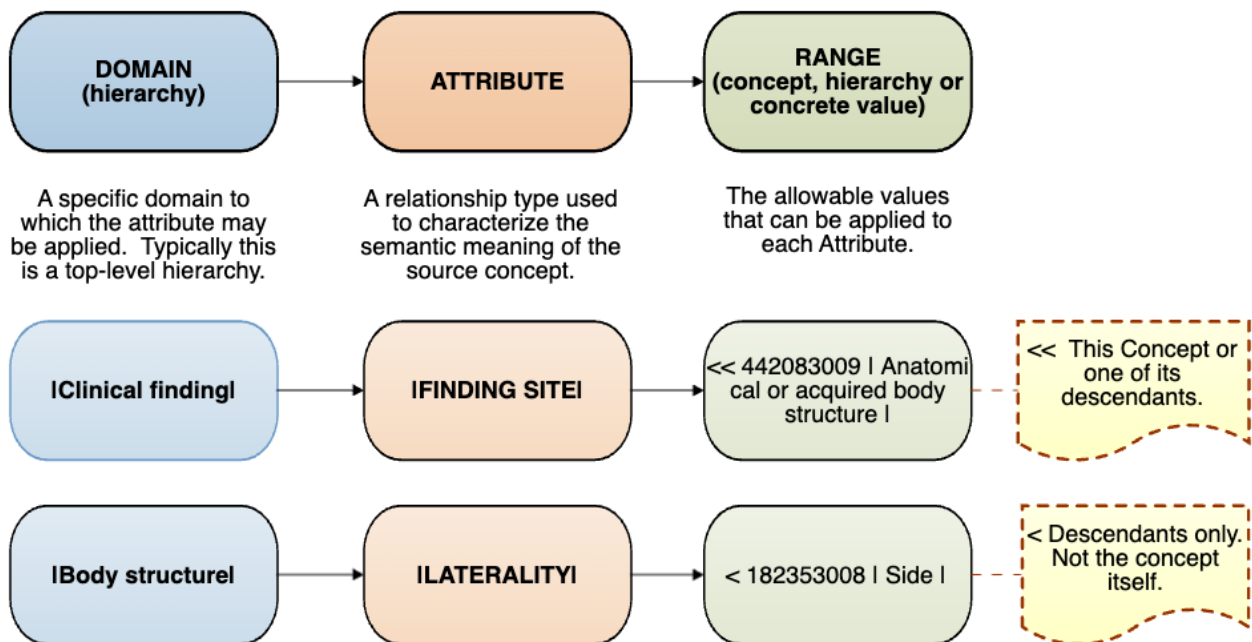 DOMAIN
(hierarchy)
ATTRIBUTE
RANGE
(concept, hierarchy or
concrete value)
A specific domain to
which the attribute may
be applied.  Typically this
is a top-level hierarchy.
A relationship type used
to characterize the
semantic meaning of the
source concept.
The allowable values
that can be applied to
each Attribute.
|Clinical finding|
|FINDING SITE|
<< 442083009 | Anatomi
cal or acquired body
structure |
<<  This Concept or
one of its
descendants.
|Body structure|
|LATERALITY|
< 182353008 | Side |
< Descendants only.
Not the concept
itself.